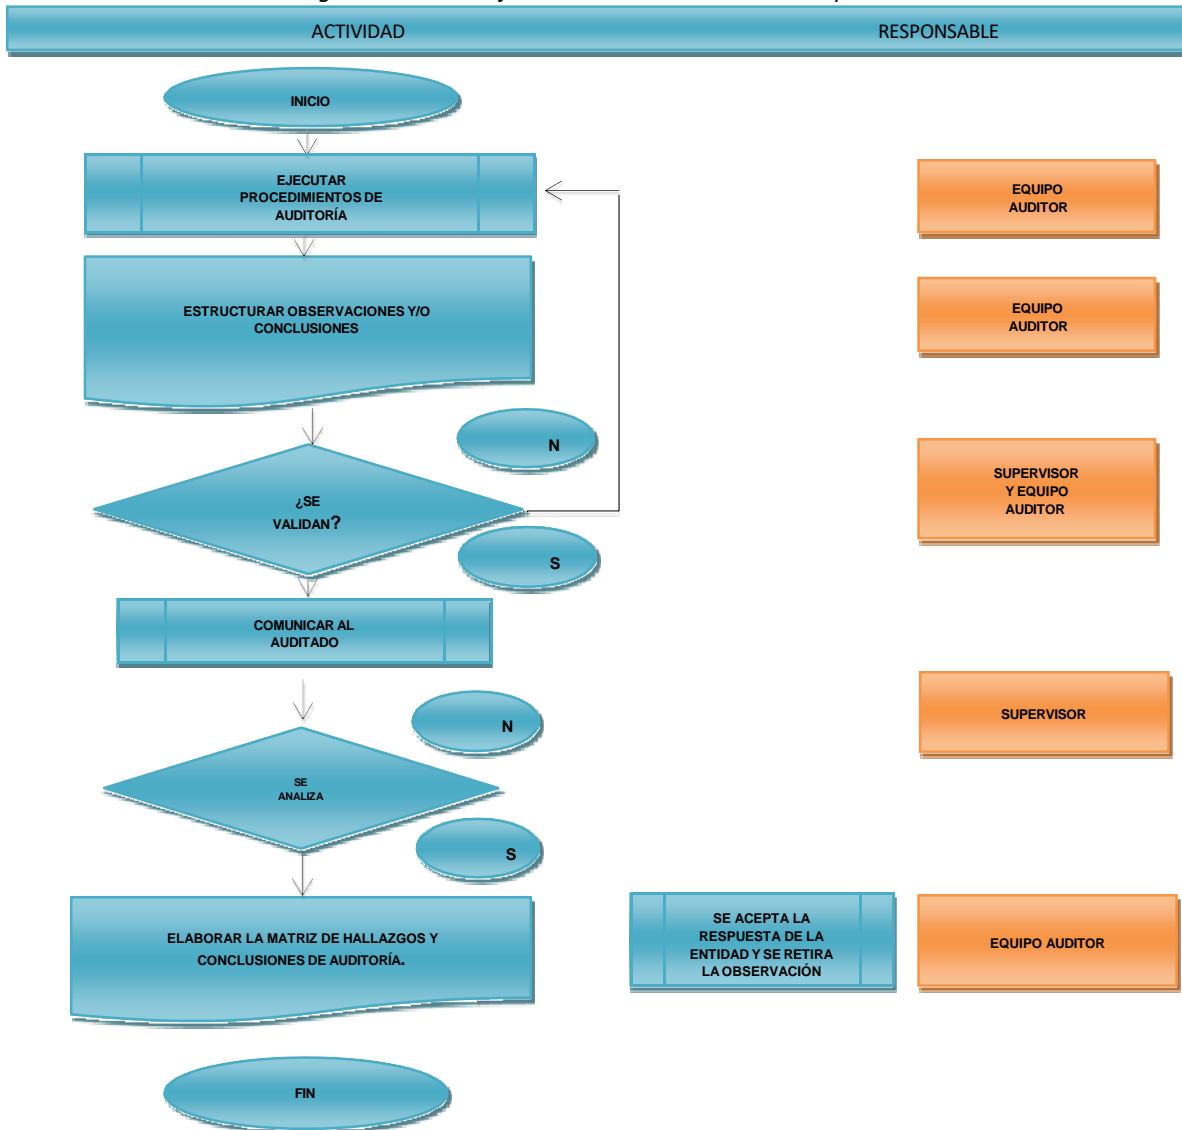 ACTIVIDAD
RESPONSABLE
INICIO
EJECUTAR
PROCEDIMIENTOS DE
AUDITORÍA
EQUIPO
AUDITOR
ESTRUCTURAR OBSERVACIONES Y/O
CONCLUSIONES
EQUIPO
AUDITOR
N
¿SE
VALIDAN?
SUPERVISOR
Y EQUIPO
AUDITOR
S
COMUNICAR AL
AUDITADO
SUPERVISOR
N
SE
ANALIZA
S
ELABORAR LA MATRIZ DE HALLAZGOS Y
CONCLUSIONES DE AUDITORÍA.
SE ACEPTA LA
RESPUESTA DE LA
ENTIDAD Y SE RETIRA
LA OBSERVACIÓN
EQUIPO AUDITOR
FIN